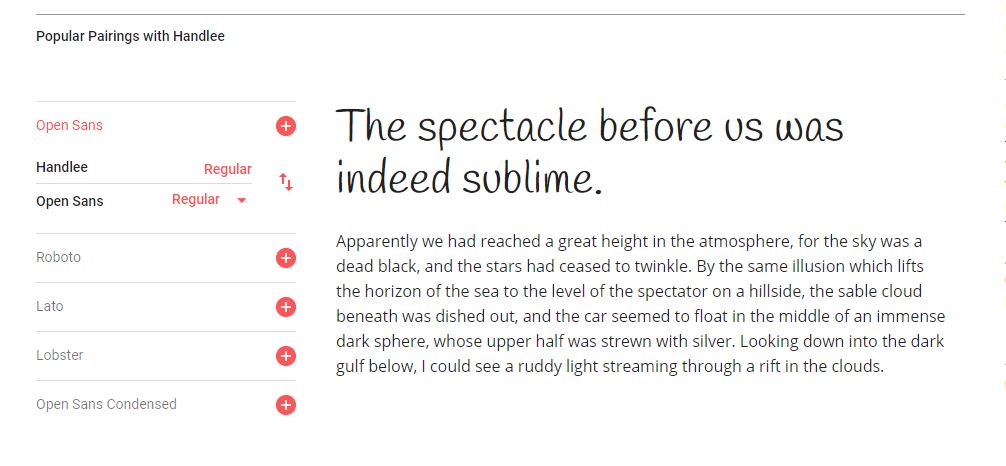 Popular Pairings with Handlee
Open Sans
Handlee Regular
Open Sans Regular
Roboto
Lato
Lobster
Open Sans Condensed
The spectacle before us was
indeed sublime.
Apparently we had reached a great height in the atmosphere, for the sky was a
dead black, and the stars had ceased to twinkle. By the same illusion which lifts
the horizon of the sea to the level of the spectator on a hillside, the sable cloud
beneath was dished out, and the car seemed to float in the middle of an immense
dark sphere, whose upper half was strewn with silver. Looking down into the dark
gulf below, I could see a ruddy light streaming through a rift in the clouds.